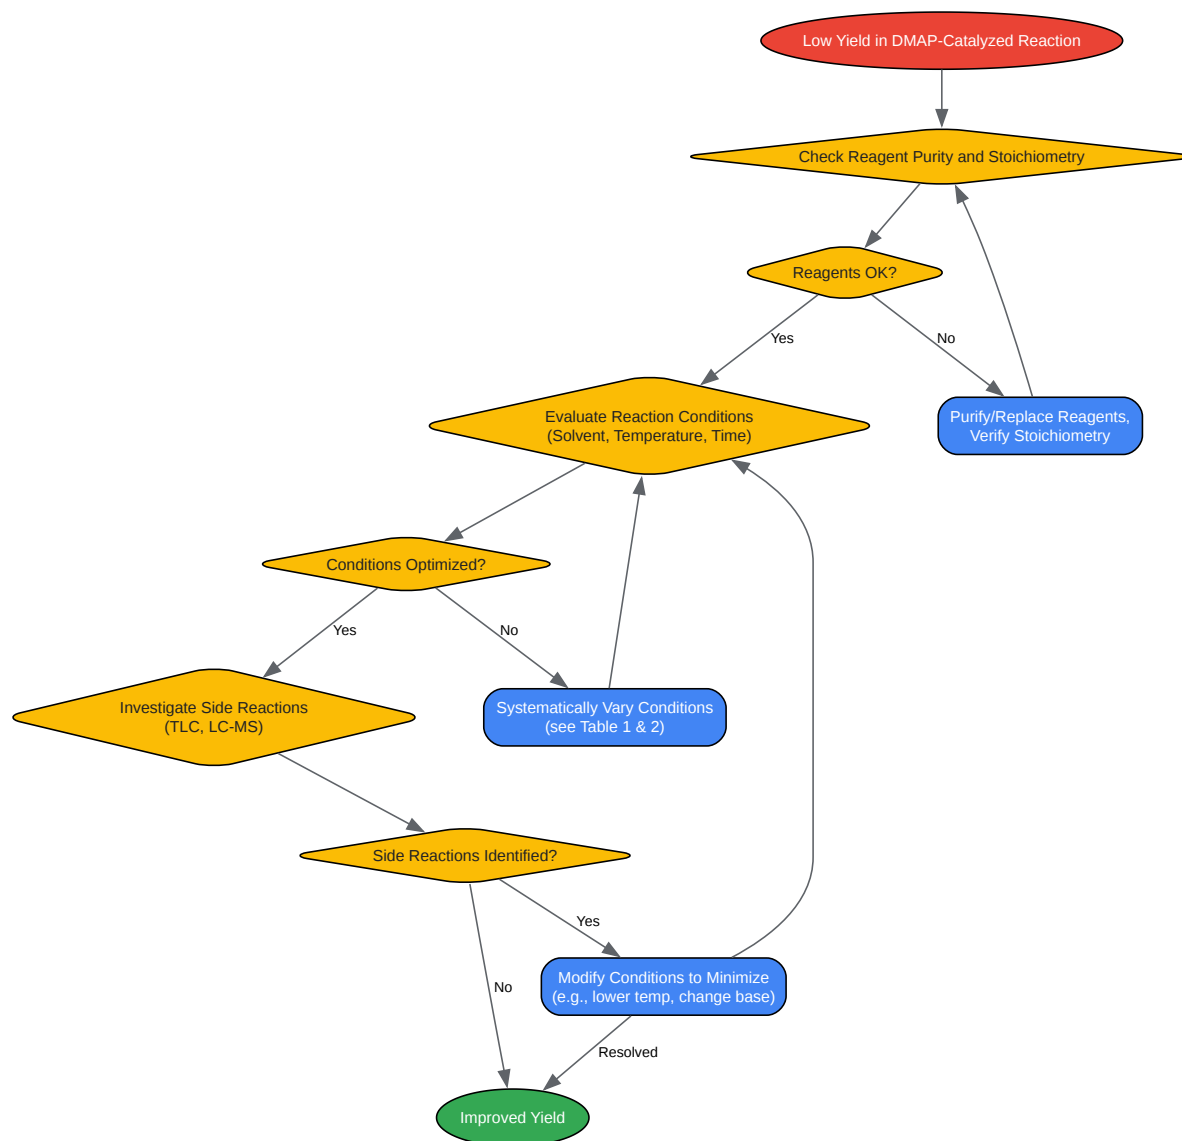 Low Yield in DMAP-Catalyzed Reaction
Check Reagent Purity and Stoichiometry
Reagents OK?
Yes
No
Purify/Replace Reagents,
Verify Stoichiometry
Evaluate Reaction Conditions
(Solvent, Temperature, Time)
Conditions Optimized?
Yes
No
Investigate Side Reactions
(TLC, LC-MS)
Systematically Vary Conditions
(see Table 1 & 2)
Side Reactions Identified?
Yes
No
Modify Conditions to Minimize
(e.g., lower temp, change base)
Resolved
Improved Yield